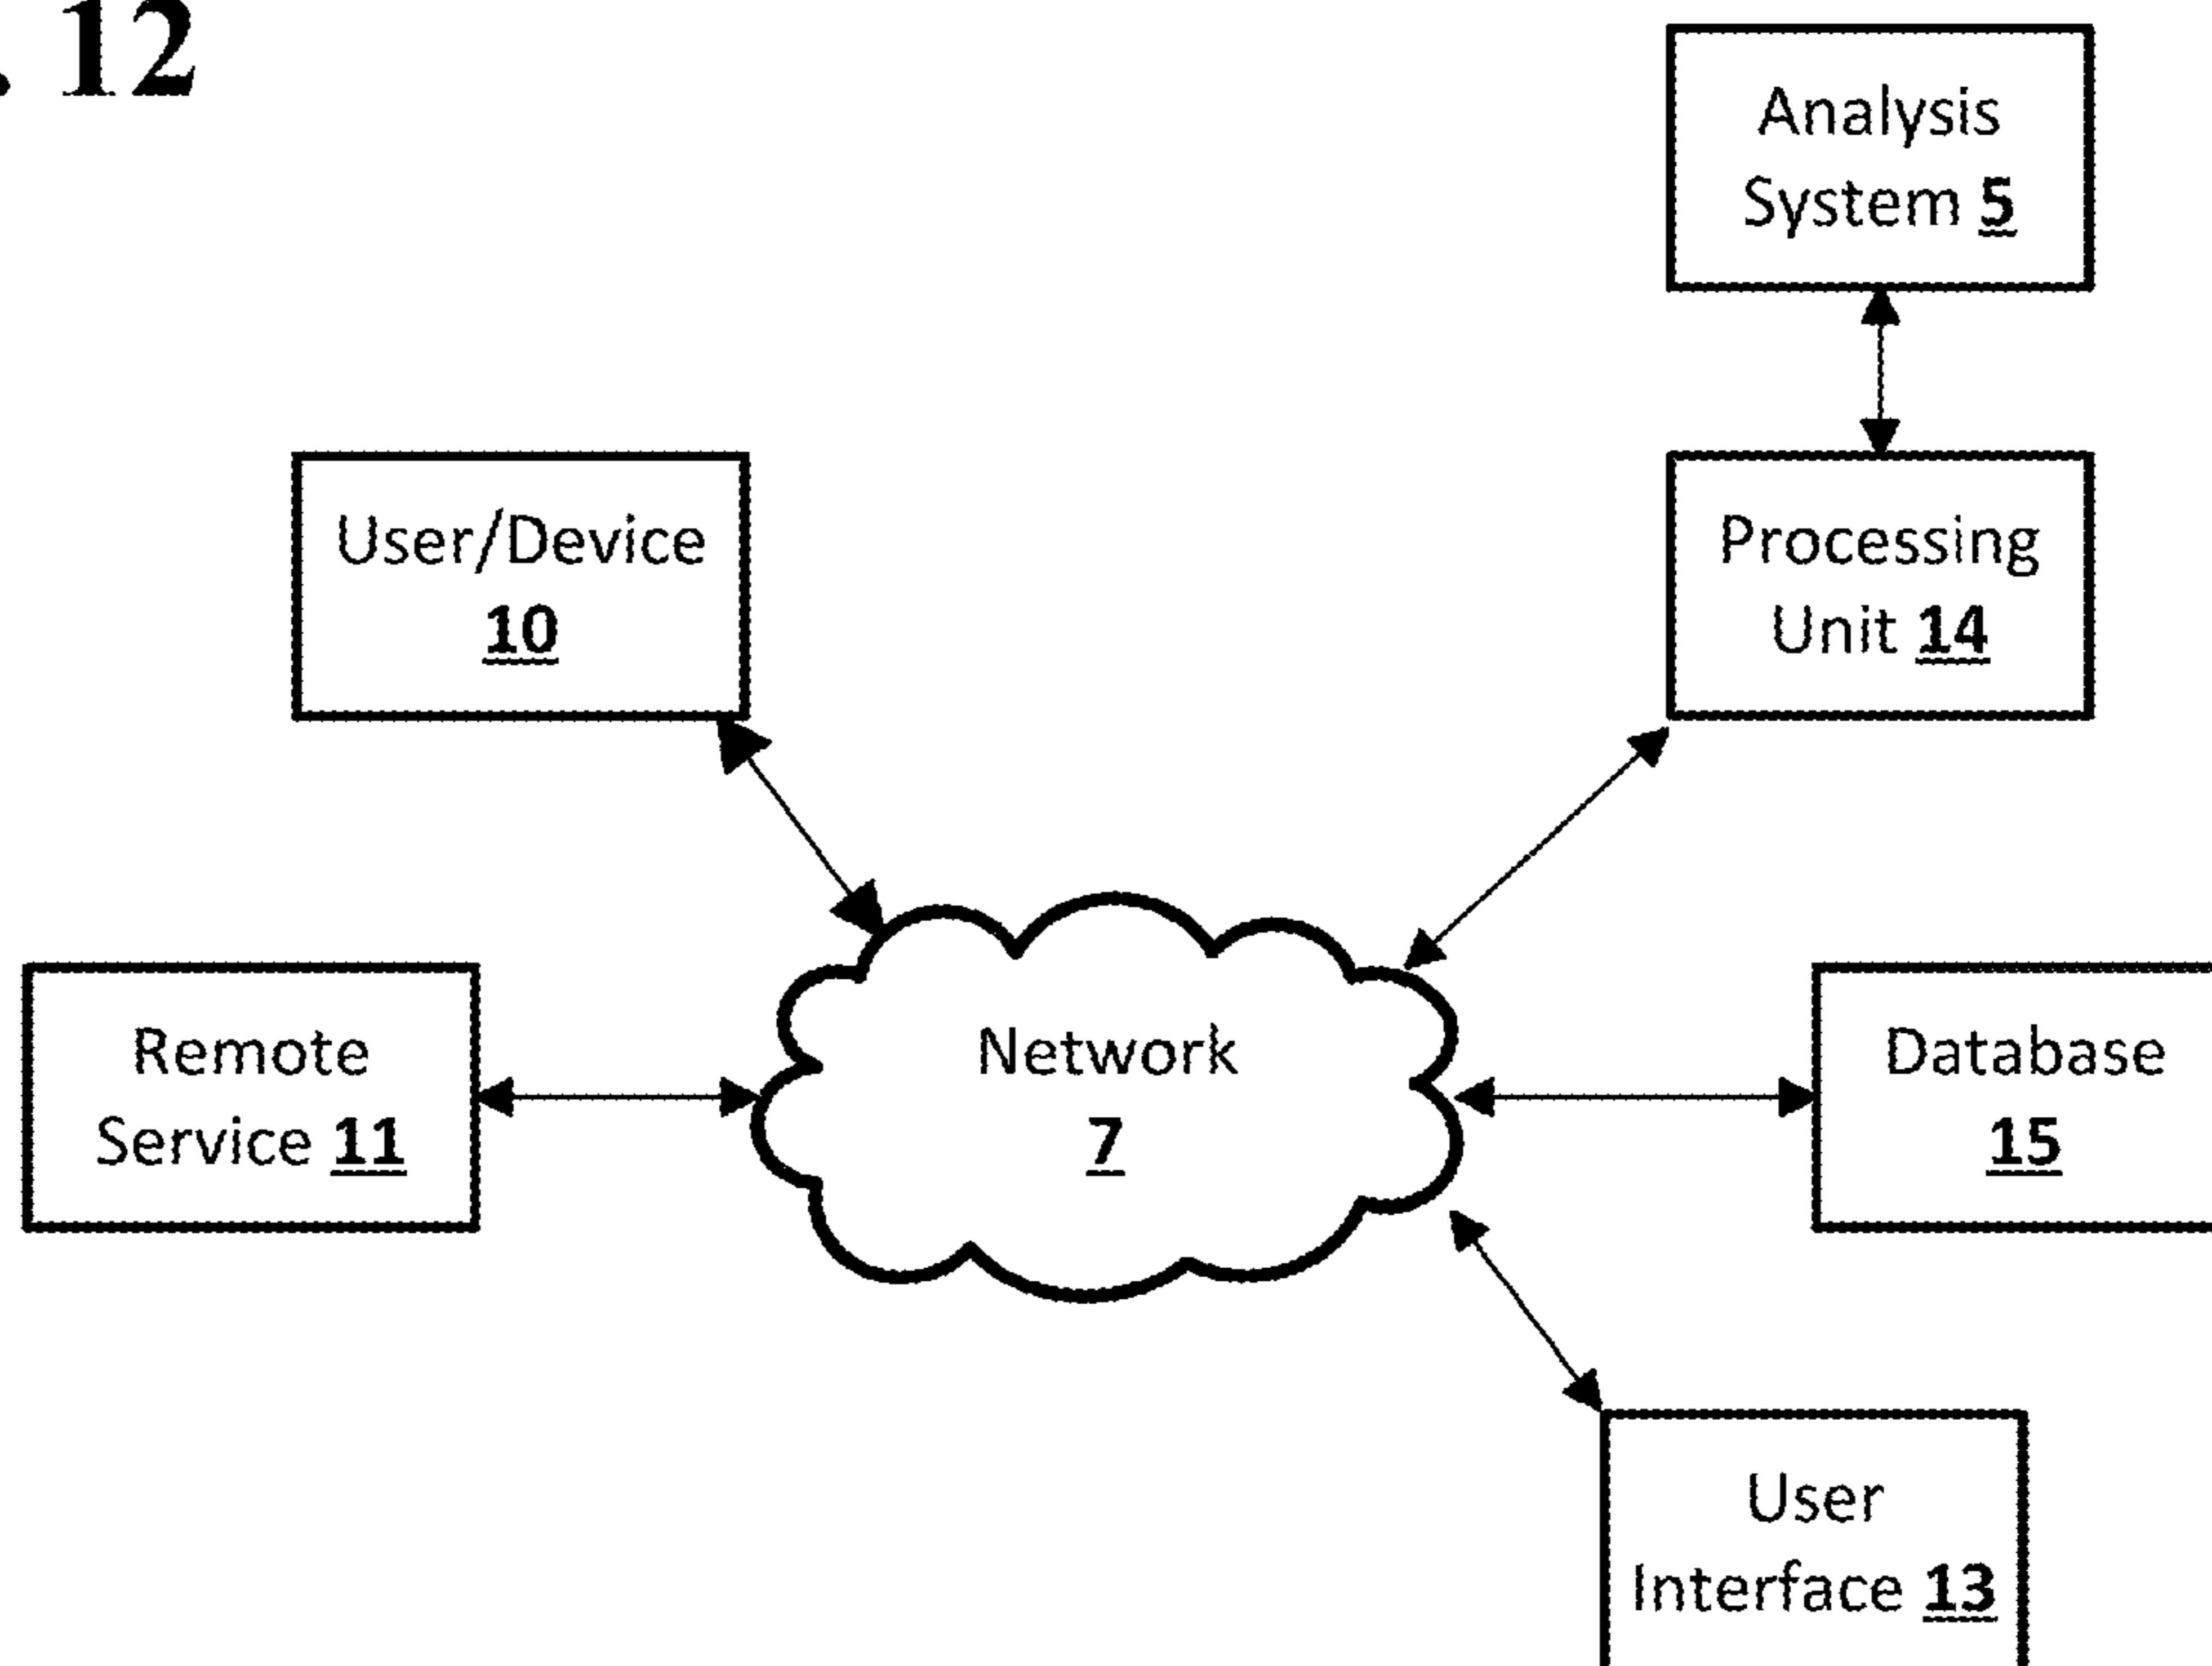 . 12
Analysis
System 5
User/Device
10
Processing
Unit 14
Remote
Service 11
Network
7
Database
15
User
Interface 13